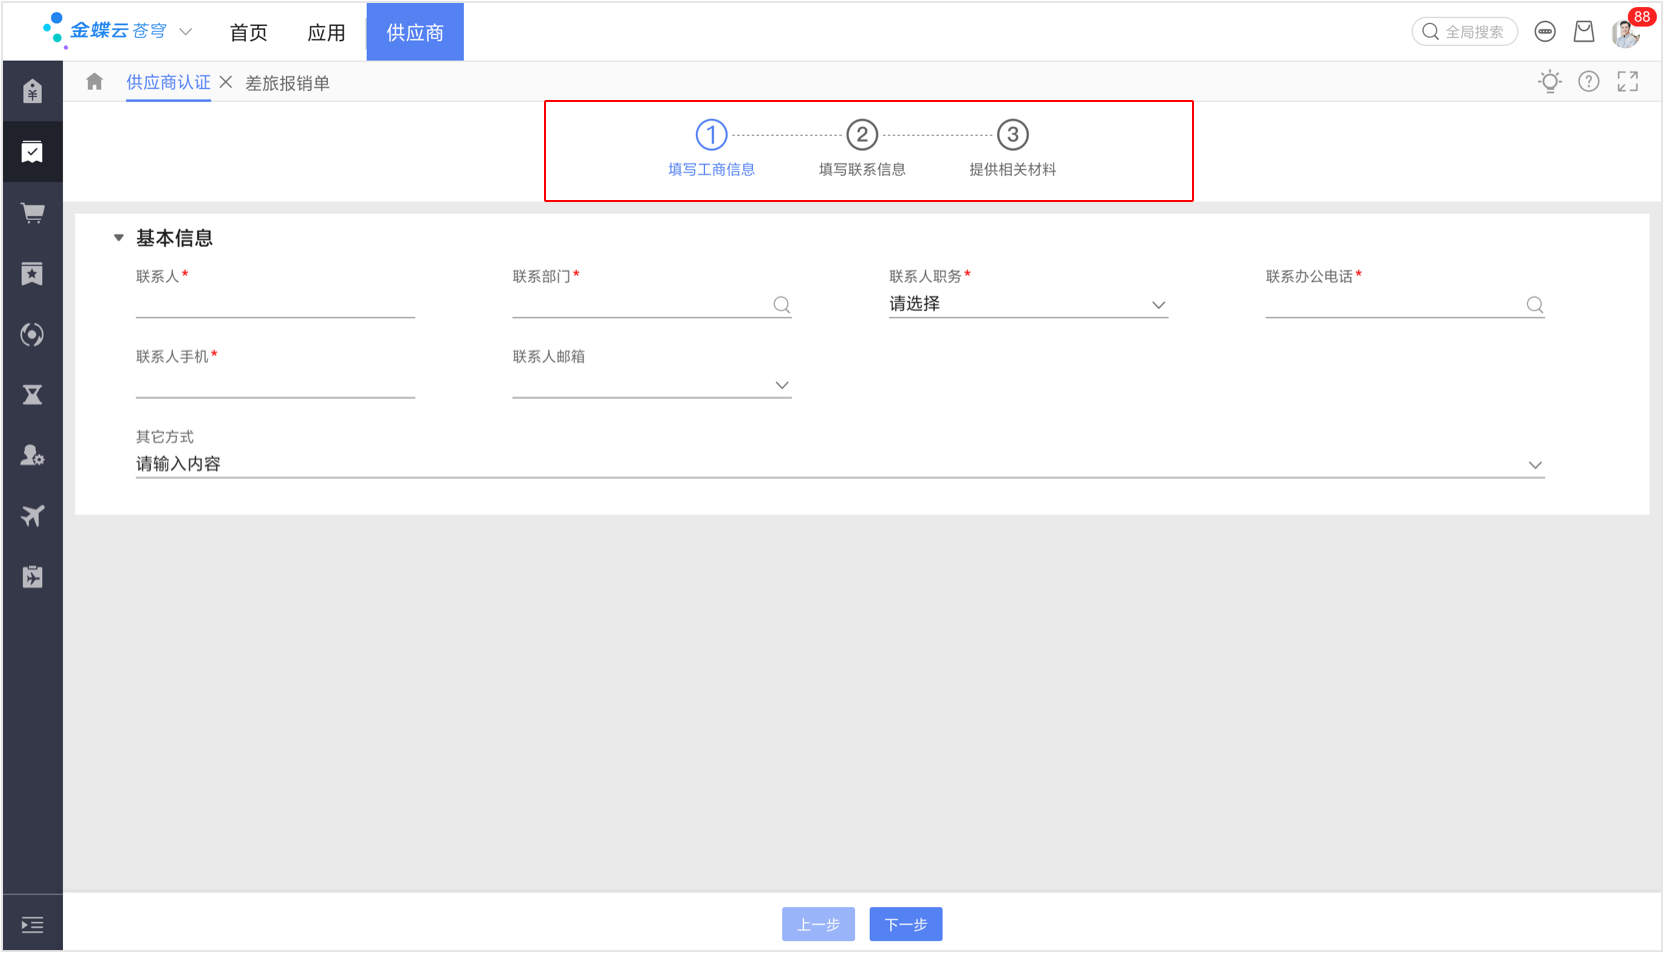 金蝶云 苍穹
首页
应用
供应商
全局搜索
88
供应商认证
差旅报销单
1
2
3
填写工商信息
填写联系信息
提供相关材料
基本信息
联系人*
联系部门*
联系人职务*
联系办公电话*
请选择
联系人手机*
联系人邮箱
其它方式
请输入内容
上一步
下一步